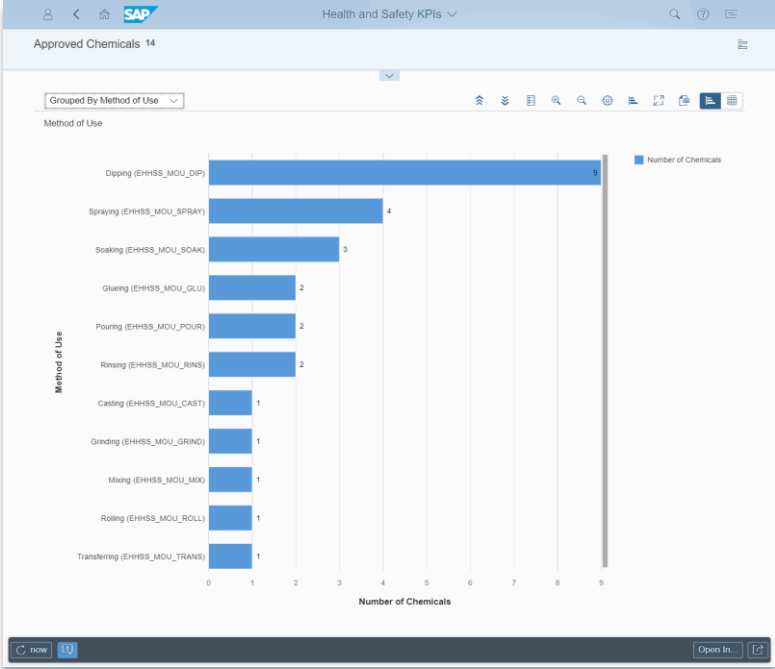 SAP
Health and Safety KPIs
Approved Chemicals 14
Grouped By Method of Use
Method of Use
Number of Chemicals
Method of Use
Dipping (EHHSS_MOU_DIP) 9
Spraying (EHHSS_MOU_SPRAY) 4
Soaking (EHHSS_MOU_SOAK) 3
Glueing (EHHSS_MOU_GLU) 2
Pouring (EHHSS_MOU_POUR) 2
Rinsing (EHHSS_MOU_RINS) 2
Casting (EHHSS_MOU_CAST) 1
Grinding (EHHSS_MOU_GRIND) 1
Mixing (EHHSS_MOU_MIX) 1
Rolling (EHHSS_MOU_ROLL) 1
Transferring (EHHSS_MOU_TRANS) 1
0 1 2 3 4 5 6 7 8 9
Number of Chemicals
now
Open In...